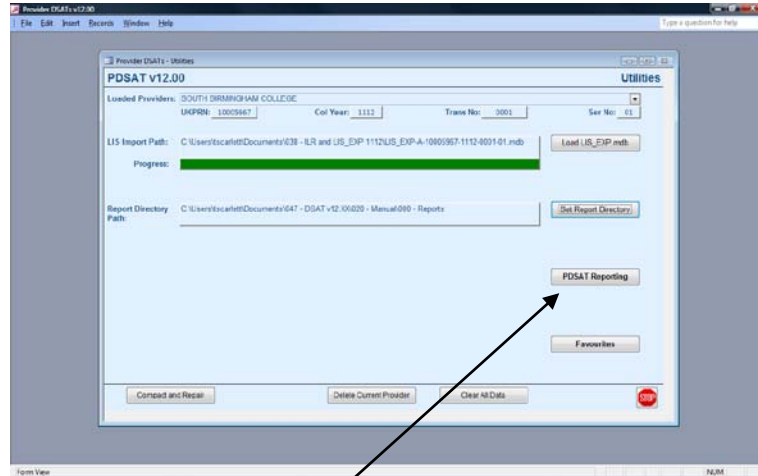 Provider DSATs v12.00
File Edit Insert Records Window Help
Type a question for help
Provider DSATs - Utilities
PDSAT v12.00
Utilities
Loaded Providers: SOUTH BIRMINGHAM COLLEGE
UKPRN: 10005967 Col Year: 1112 Trans No: 0001 Ser No: 01
LIS Import Path: C:\Users\tscarlett\Documents\038 - ILR and LIS_EXP 1112\LIS_EXP-A-10005967-1112-0001-01.mdb
Load LIS_EXP.mdb
Progress:
Report Directory Path: C:\Users\tscarlett\Documents\047 - DSAT v12.XX\020 - Manual\090 - Reports
Set Report Directory
PDSAT Reporting
Favourites
Compact and Repair
Delete Current Provider
Clear All Data
STOP
Form View
NUM